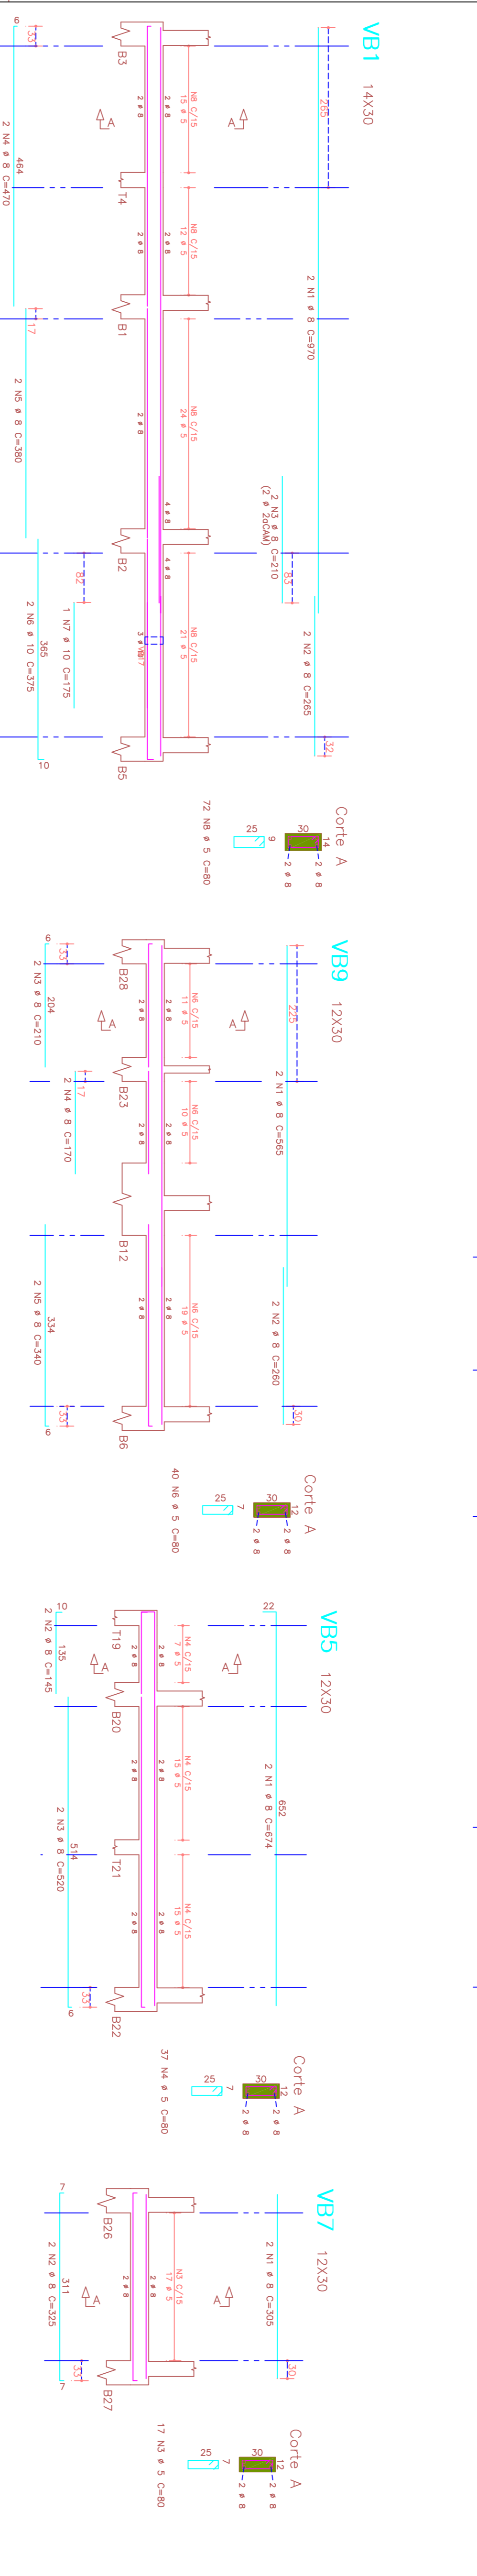 VB1 14X30
265
2 N1 ø 8 C=970
2 N3 ø 8 C=210
(2 ø 2aCAM)
83
2 N2 ø 8 C=265
32
N8 C/15
15 ø 5
N8 C/15
12 ø 5
N8 C/15
24 ø 5
N8 C/15
21 ø 5
A
A
2 ø 8
2 ø 8
4 ø 8
4 ø 8
2 ø 8
2 ø 8
2 ø 8
B3
T4
B1
B2
B5
6
33
464
2 N4 ø 8 C=470
17
2 N5 ø 8 C=380
82
1 N7 ø 10 C=175
365
2 N6 ø 10 C=375
10
Corte A
30
14
2 ø 8
2 ø 8
25
9
72 N8 ø 5 C=80
VB9 12X30
225
2 N1 ø 8 C=565
2 N2 ø 8 C=260
30
N6 C/15
11 ø 5
N6 C/15
10 ø 5
N6 C/15
19 ø 5
A
A
2 ø 8
2 ø 8
2 ø 8
2 ø 8
2 ø 8
2 ø 8
B28
B23
B12
B6
6
33
204
2 N3 ø 8 C=210
17
2 N4 ø 8 C=170
334
2 N5 ø 8 C=340
33
6
Corte A
30
12
2 ø 8
2 ø 8
25
7
40 N6 ø 5 C=80
VB5 12X30
22
652
2 N1 ø 8 C=674
N4 C/15
7 ø 5
N4 C/15
15 ø 5
N4 C/15
15 ø 5
A
A
2 ø 8
2 ø 8
2 ø 8
2 ø 8
2 ø 8
2 ø 8
T19
B20
T21
B22
10
135
2 N2 ø 8 C=145
514
2 N3 ø 8 C=520
33
6
Corte A
30
12
2 ø 8
2 ø 8
25
7
37 N4 ø 5 C=80
VB7 12X30
2 N1 ø 8 C=305
30
N3 C/15
17 ø 5
A
A
2 ø 8
2 ø 8
B26
B27
7
311
2 N2 ø 8 C=325
33
7
Corte A
30
12
2 ø 8
2 ø 8
25
7
17 N3 ø 5 C=80